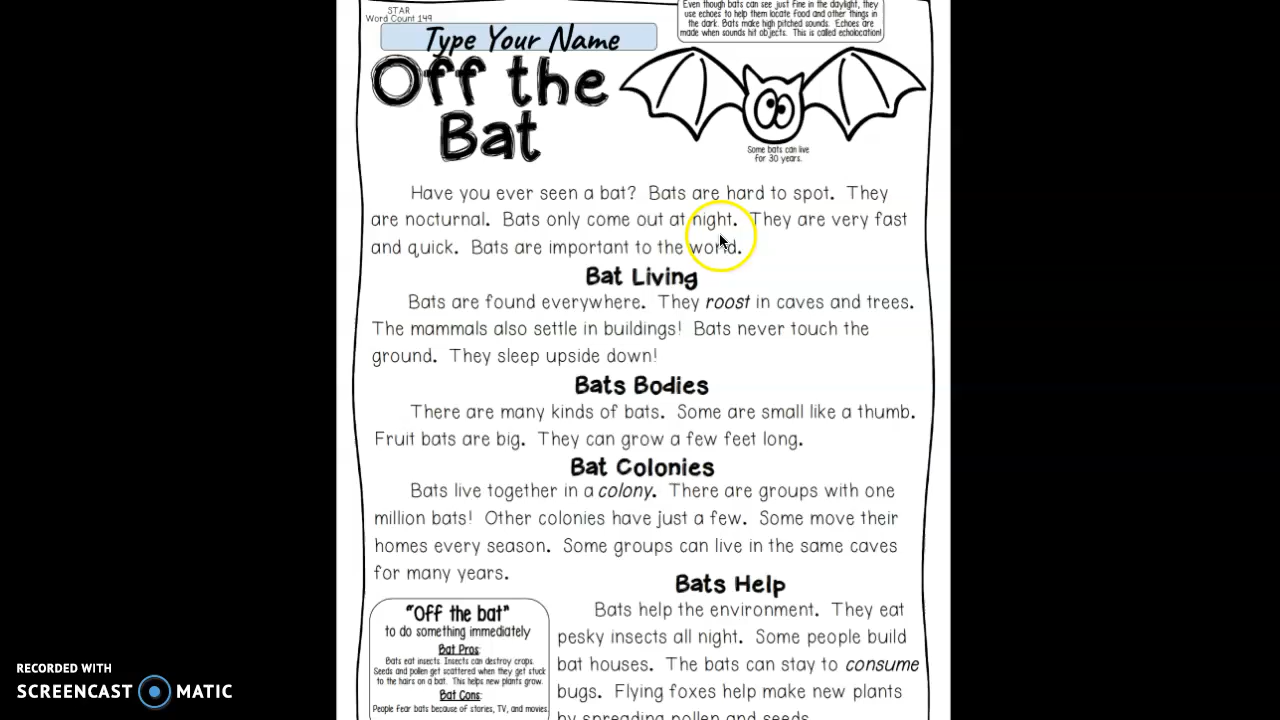 STAR
Word Count 149
Type Your Name
Off the
Bat
Even though bats can see just fine in the daylight, they
use echoes to help them locate food and other things in
the dark. Bats make high pitched sounds. Echoes are
made when sounds hit objects. This is called echolocation!
Some bats can live
for 30 years.
Have you ever seen a bat? Bats are hard to spot. They
are nocturnal. Bats only come out at night. They are very fast
and quick. Bats are important to the world.
Bat Living
Bats are found everywhere. They roost in caves and trees.
The mammals also settle in buildings! Bats never touch the
ground. They sleep upside down!
Bats Bodies
There are many kinds of bats. Some are small like a thumb.
Fruit bats are big. They can grow a few feet long.
Bat Colonies
Bats live together in a colony. There are groups with one
million bats! Other colonies have just a few. Some move their
homes every season. Some groups can live in the same caves
for many years.
"Off the bat"
to do something immediately
Bat Pros:
Bats eat insects. Insects can destroy crops.
Seeds and pollen get scattered when they get stuck
to the hairs on a bat. This helps new plants grow.
Bat Cons:
People fear bats because of stories, TV, and movies.
Bats Help
Bats help the environment. They eat
pesky insects all night. Some people build
bat houses. The bats can stay to consume
bugs. Flying foxes help make new plants
by spreading pollen and seeds.
RECORDED WITH
SCREENCAST MATIC